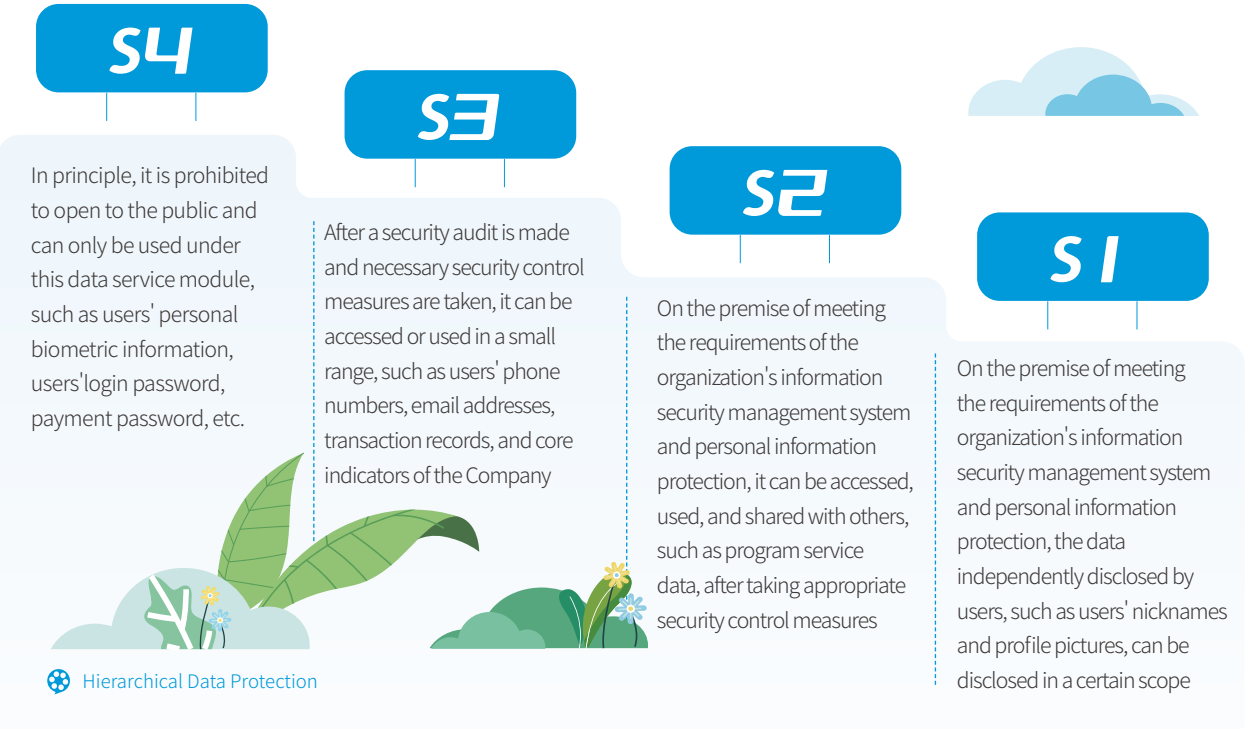 S4
In principle, it is prohibited
to open to the public and
can only be used under
this data service module,
such as users' personal
biometric information,
users'login password,
payment password, etc.
S3
After a security audit is made
and necessary security control
measures are taken, it can be
accessed or used in a small
range, such as users' phone
numbers, email addresses,
transaction records, and core
indicators of the Company
S2
On the premise of meeting
the requirements of the
organization's information
security management system
and personal information
protection, it can be accessed,
used, and shared with others,
such as program service
data, after taking appropriate
security control measures
S1
On the premise of meeting
the requirements of the
organization's information
security management system
and personal information
protection, the data
independently disclosed by
users, such as users' nicknames
and profile pictures, can be
disclosed in a certain scope
Hierarchical Data Protection